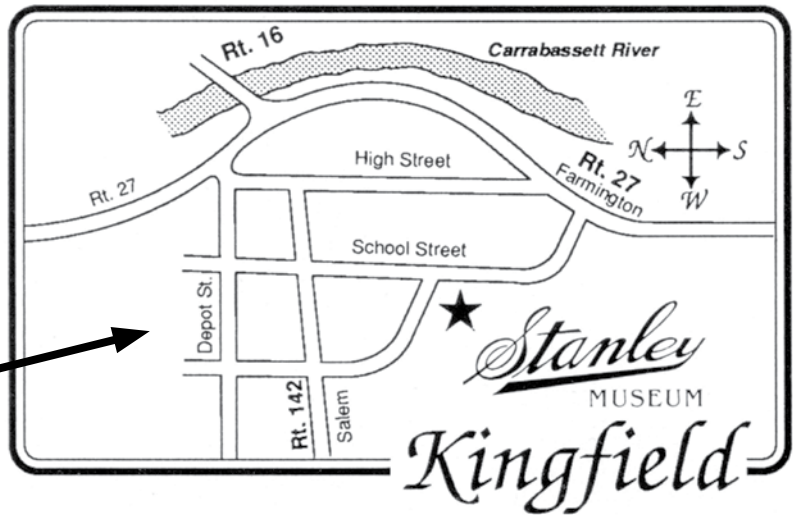 Rt. 16
Carrabassett River
E
N
S
W
High Street
Rt. 27
Farmington
Rt. 27
School Street
Depot St.
Stanley
MUSEUM
Rt. 142
Salem
Kingfield